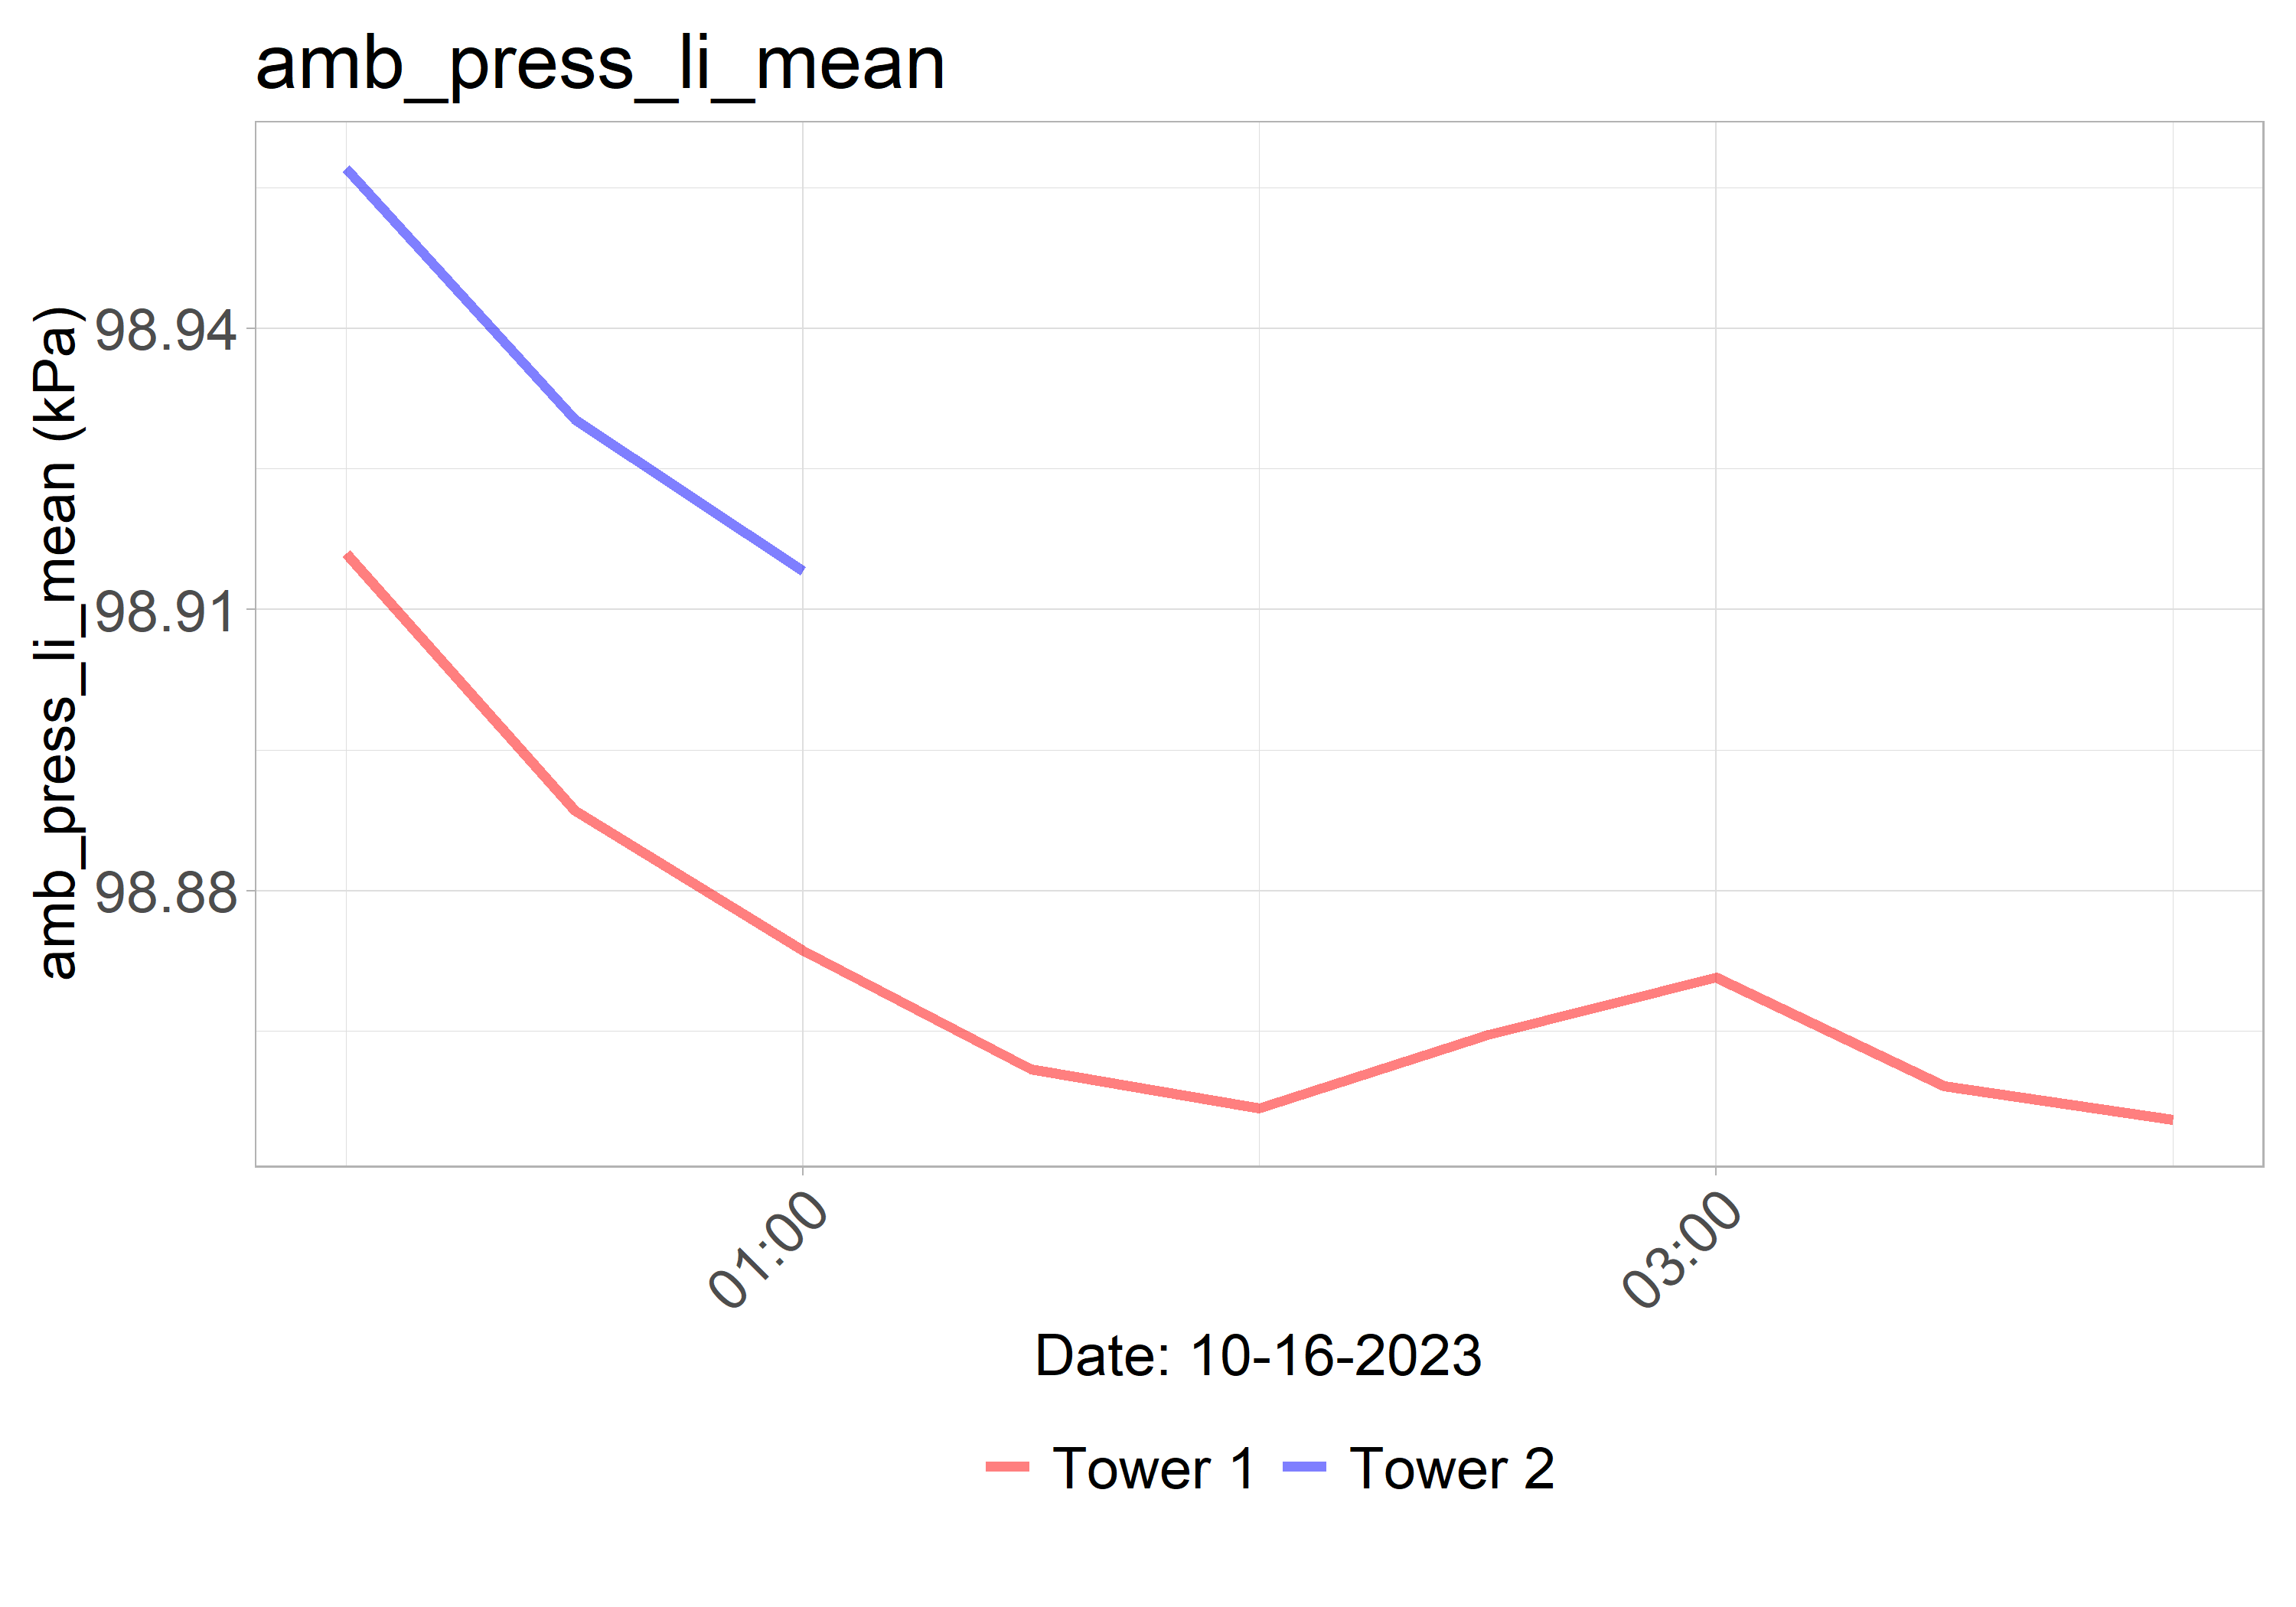 amb_press_li_mean
amb_press_li_mean (kPa)
98.94
98.91
98.88
01:00
03:00
Date: 10-16-2023
Tower 1
Tower 2